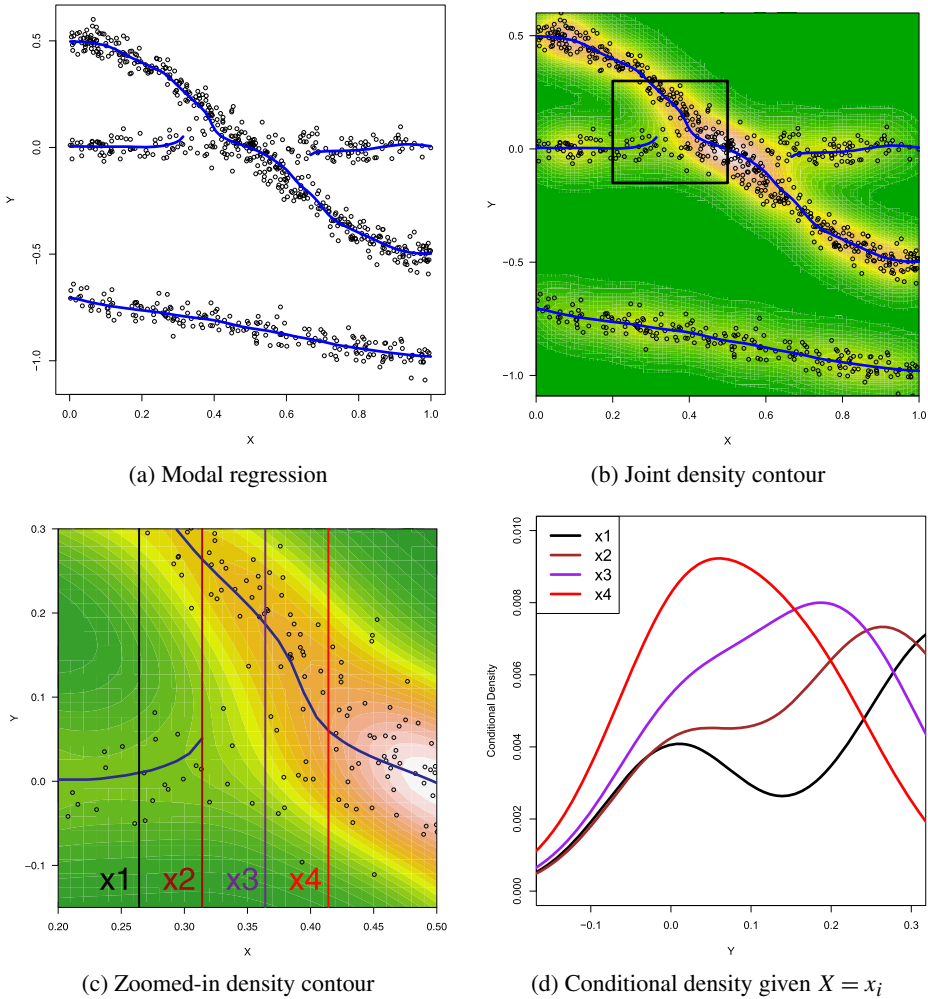 0.5
0.0
−0.5
−1.0
Y
0.0 0.2 0.4 0.6 0.8 1.0
X
(a) Modal regression
0.5
0.0
−0.5
−1.0
Y
0.0 0.2 0.4 0.6 0.8 1.0
X
(b) Joint density contour
0.3
0.2
0.1
0.0
−0.1
Y
x1 x2 x3 x4
0.20 0.25 0.30 0.35 0.40 0.45 0.50
X
(c) Zoomed-in density contour
0.010
0.008
0.006
0.004
0.002
0.000
Conditional Density
x1
x2
x3
x4
−0.1 0.0 0.1 0.2 0.3
Y
(d) Conditional density given X = xᵢ